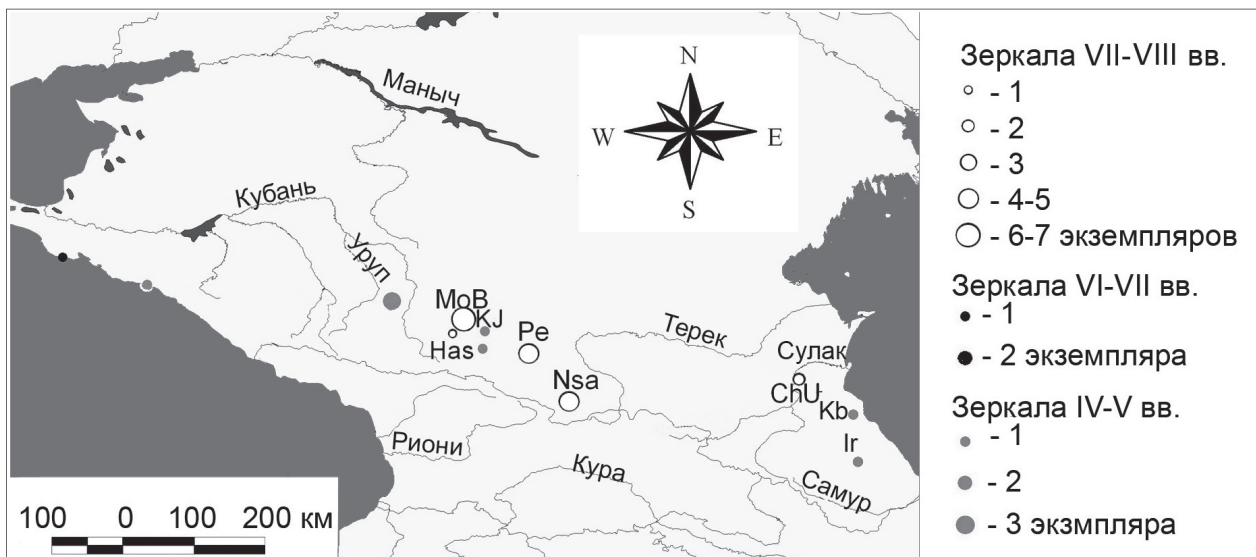 Маныч
N
W
E
S
Кубань
Уруп
MoB
KJ
Has
Pe
Nsa
Терек
Сулак
ChU
Kb
Ir
Самур
Риони
Кура
100 0 100 200 км
Зеркала VII-VIII вв.
- 1
- 2
- 3
- 4-5
- 6-7 экземпляров
Зеркала VI-VII вв.
- 1
- 2 экземпляра
Зеркала IV-V вв.
- 1
- 2
- 3 экзмпляра